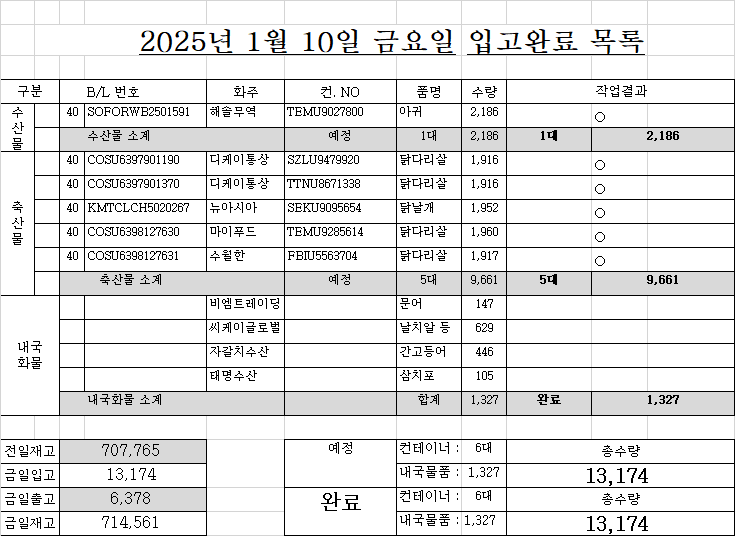 2025년 1월 10일 금요일 입고완료 목록
구분 B/L 번호 화주 컨. NO 품명 수량 작업결과
수산물
40 SOFORWB2501591 해솔무역 TEMU9027800 아귀 2,186 ○
수산물 소계 예정 1대 2,186 1대 2,186
축산물
40 COSU6397901190 디케이통상 SZLU9479920 닭다리살 1,916 ○
40 COSU6397901370 디케이통상 TTNU8671338 닭다리살 1,916 ○
40 KMTCLCH5020267 뉴아시아 SEKU9095654 닭날개 1,952 ○
40 COSU6398127630 마이푸드 TEMU9285614 닭다리살 1,960 ○
40 COSU6398127631 수월한 FBIU5563704 닭다리살 1,917 ○
축산물 소계 예정 5대 9,661 5대 9,661
내국
화물
비엠트레이딩 문어 147
씨케이글로벌 날치알 등 629
자갈치수산 간고등어 446
태명수산 삼치포 105
내국화물 소계 합계 1,327 완료 1,327
전일재고 707,765 예정 컨테이너 : 6대 총수량
금일입고 13,174 내국물품 : 1,327 13,174
금일출고 6,378 완료 컨테이너 : 6대 총수량
금일재고 714,561 내국물품 : 1,327 13,174